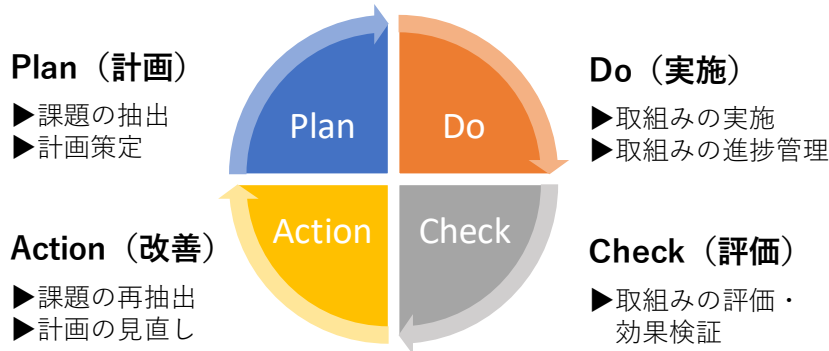 Plan（計画）
▶課題の抽出
▶計画策定
Plan
Do
Do（実施）
▶取組みの実施
▶取組みの進捗管理
Action（改善）
▶課題の再抽出
▶計画の見直し
Action
Check
Check（評価）
▶取組みの評価・
効果検証